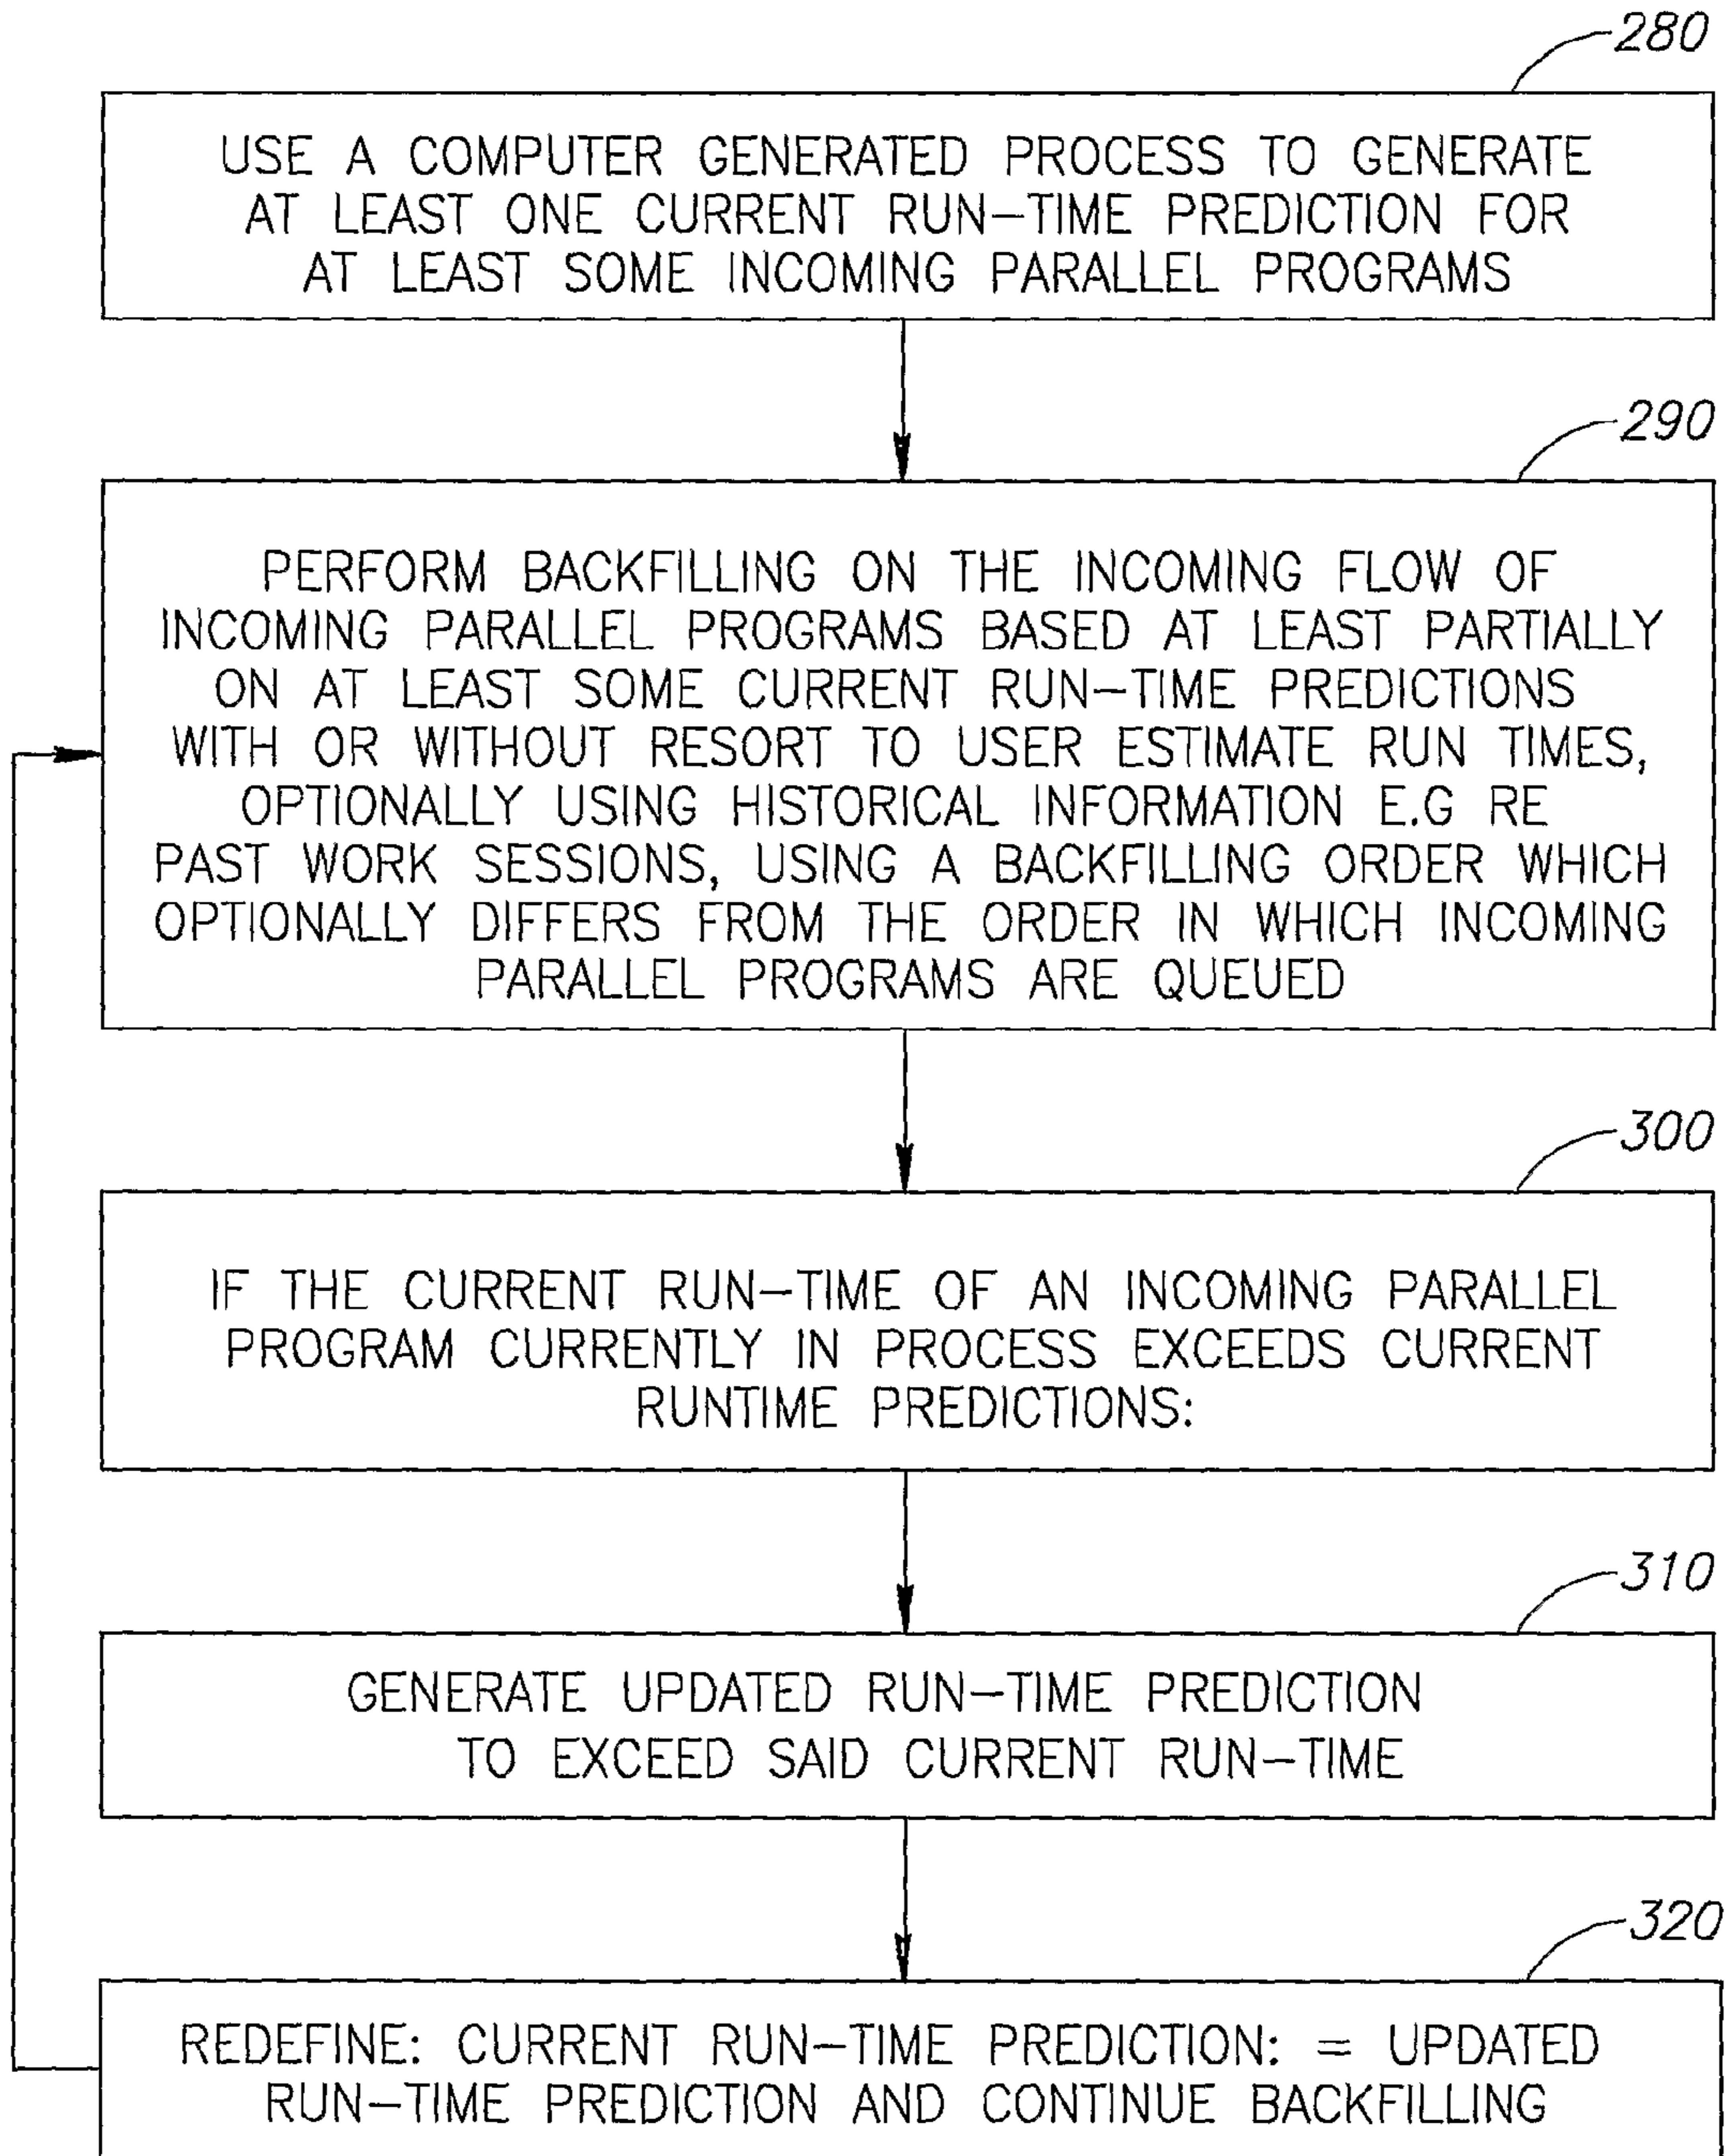 280
USE A COMPUTER GENERATED PROCESS TO GENERATE
AT LEAST ONE CURRENT RUN-TIME PREDICTION FOR
AT LEAST SOME INCOMING PARALLEL PROGRAMS
290
PERFORM BACKFILLING ON THE INCOMING FLOW OF
INCOMING PARALLEL PROGRAMS BASED AT LEAST PARTIALLY
ON AT LEAST SOME CURRENT RUN-TIME PREDICTIONS
WITH OR WITHOUT RESORT TO USER ESTIMATE RUN TIMES,
OPTIONALLY USING HISTORICAL INFORMATION E.G RE
PAST WORK SESSIONS, USING A BACKFILLING ORDER WHICH
OPTIONALLY DIFFERS FROM THE ORDER IN WHICH INCOMING
PARALLEL PROGRAMS ARE QUEUED
300
IF THE CURRENT RUN-TIME OF AN INCOMING PARALLEL
PROGRAM CURRENTLY IN PROCESS EXCEEDS CURRENT
RUNTIME PREDICTIONS:
310
GENERATE UPDATED RUN-TIME PREDICTION
TO EXCEED SAID CURRENT RUN-TIME
320
REDEFINE: CURRENT RUN-TIME PREDICTION: = UPDATED
RUN-TIME PREDICTION AND CONTINUE BACKFILLING